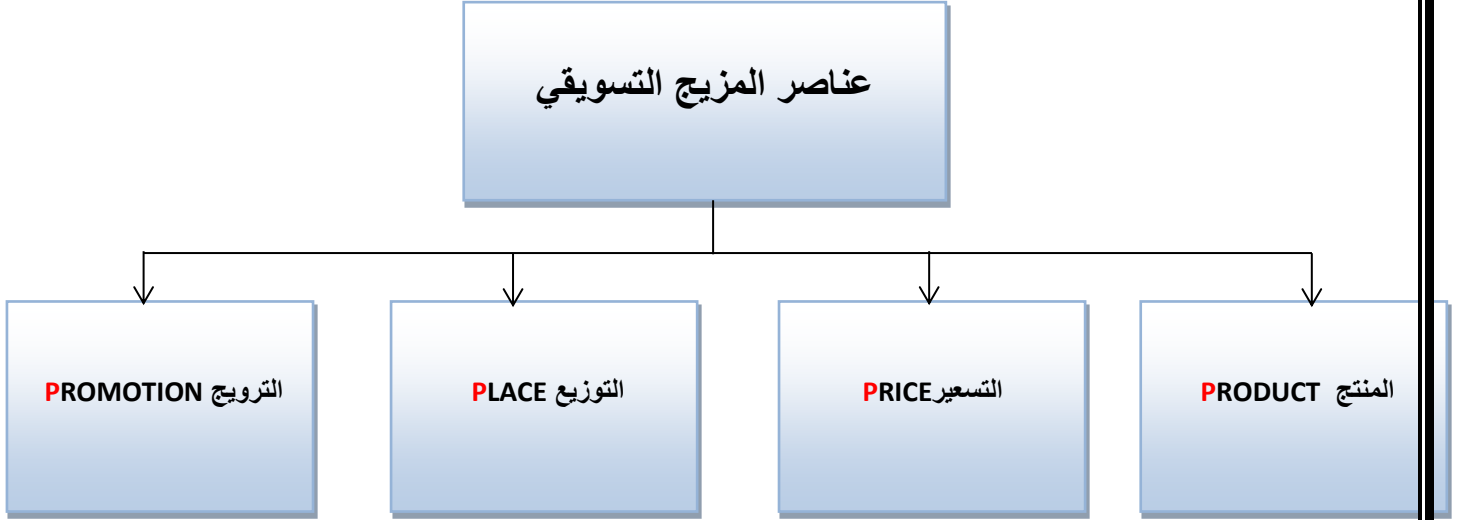 عناصر المزيج التسويقي
المنتج PRODUCT
التسعيرPRICE
التوزيع PLACE
الترويج PROMOTION